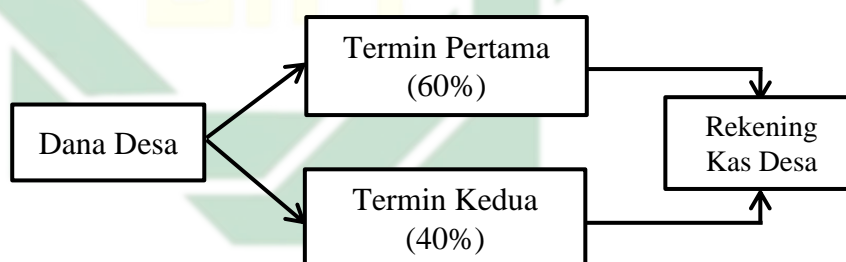 Termin Pertama
(60%)
Dana Desa
Rekening
Kas Desa
Termin Kedua
(40%)